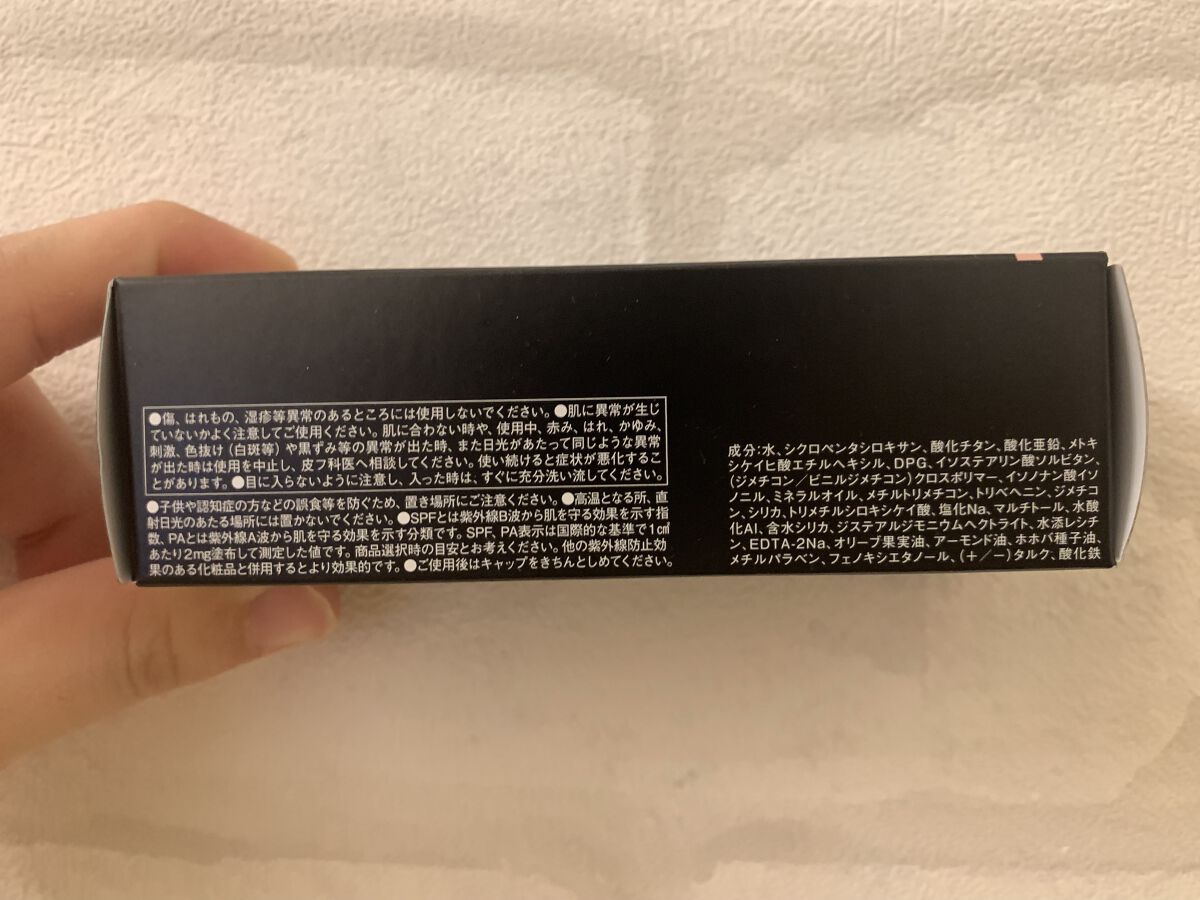 ●傷、はれもの、湿疹等異常のあるところには使用しないでください。●肌に異常が生じ
ていないかよく注意してご使用ください。肌に合わない時や、使用中、赤み、はれ、かゆみ、
刺激、色抜け(白斑等)や黒ずみ等の異常が出た時、また日光があたって同じような異常
が出た時は使用を中止し、皮フ科医へ相談してください。使い続けると症状が悪化するこ
とがあります。●目に入らないように注意し、入った時は、すぐに充分洗い流してください。
●子供や認知症の方などの誤食等を防ぐため、置き場所にご注意ください。●高温となる所、直
射日光のあたる場所には置かないでください。●SPFとは紫外線B波から肌を守る効果を示す指
数、PAとは紫外線A波から肌を守る効果を示す分類です。SPF、PA表示は国際的な基準で1㎠
あたり2mg塗布して測定した値です。商品選択時の目安とお考えください。他の紫外線防止効
果のある化粧品と併用するとより効果的です。●ご使用後はキャップをきちんとしめてください。
成分:水、シクロペンタシロキサン、酸化チタン、酸化亜鉛、メトキ
シケイヒ酸エチルヘキシル、DPG、イソステアリン酸ソルビタン、
(ジメチコン/ビニルジメチコン)クロスポリマー、イソノナン酸イソ
ノニル、ミネラルオイル、メチルトリメチコン、トリベヘニン、ジメチコ
ン、シリカ、トリメチルシロキシケイ酸、塩化Na、マルチトール、水酸
化Al、含水シリカ、ジステアルジモニウムヘクトライト、水添レシチ
ン、EDTA-2Na、オリーブ果実油、アーモンド油、ホホバ種子油、
メチルパラベン、フェノキシエタノール、(+/-)タルク、酸化鉄